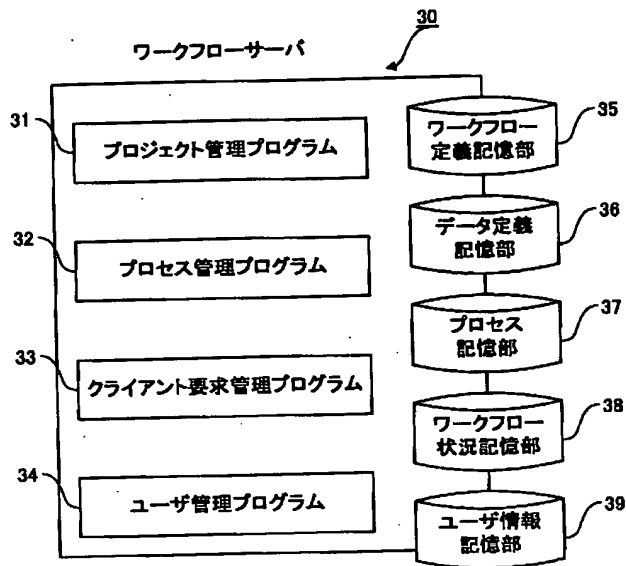 30
ワークフローサーバ
31
プロジェクト管理プログラム
32
プロセス管理プログラム
33
クライアント要求管理プログラム
34
ユーザ管理プログラム
ワークフロー
定義記憶部
35
データ定義
記憶部
36
プロセス
記憶部
37
ワークフロー
状況記憶部
38
ユーザ情報
記憶部
39